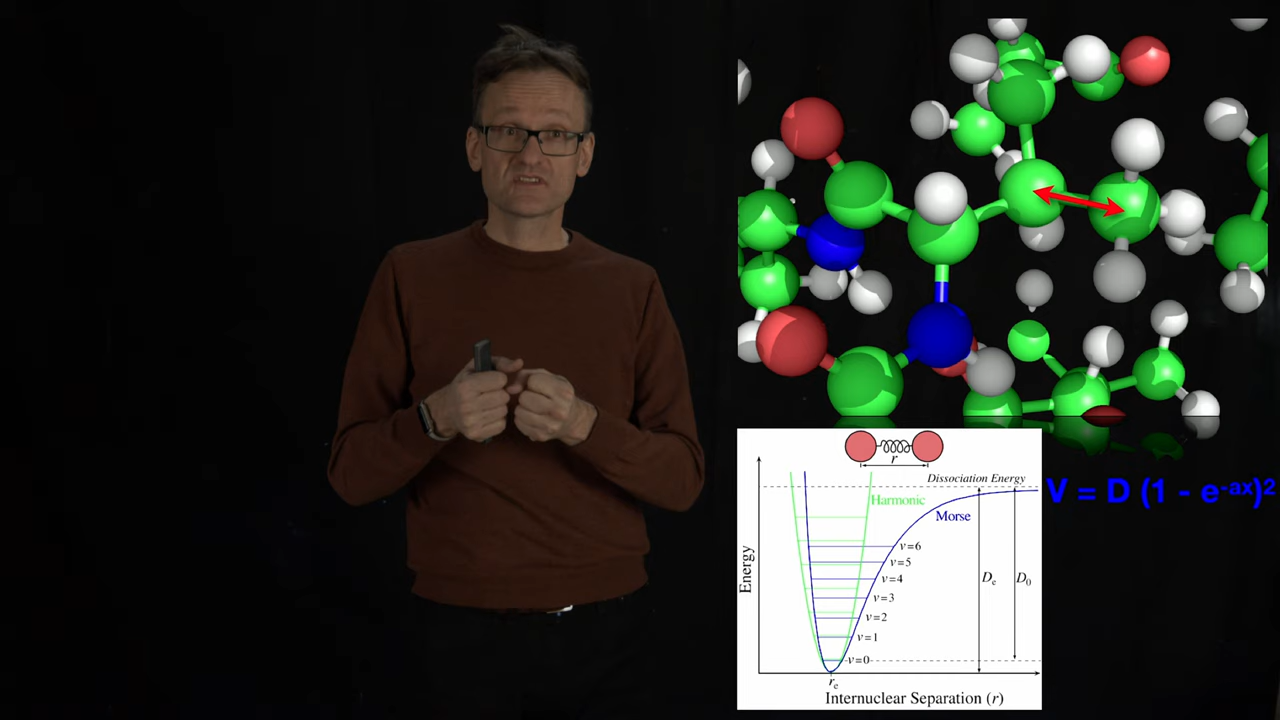 r
Dissociation Energy
Harmonic
Morse
v=6
v=5
v=4
v=3
v=2
v=1
v=0
Dₑ
D₀
Energy
rₑ
Internuclear Separation (r)
V = D (1 - e^-ax)^2